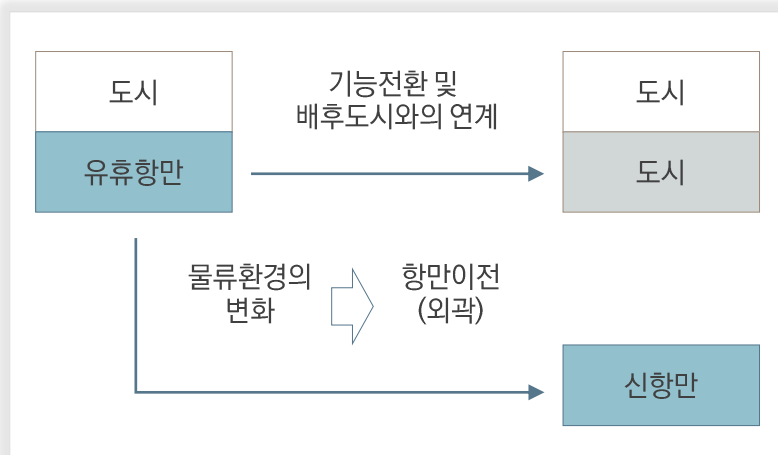 도시
유휴항만
기능전환 및
배후도시와의 연계
도시
도시
물류환경의
변화
항만이전
(외곽)
신항만